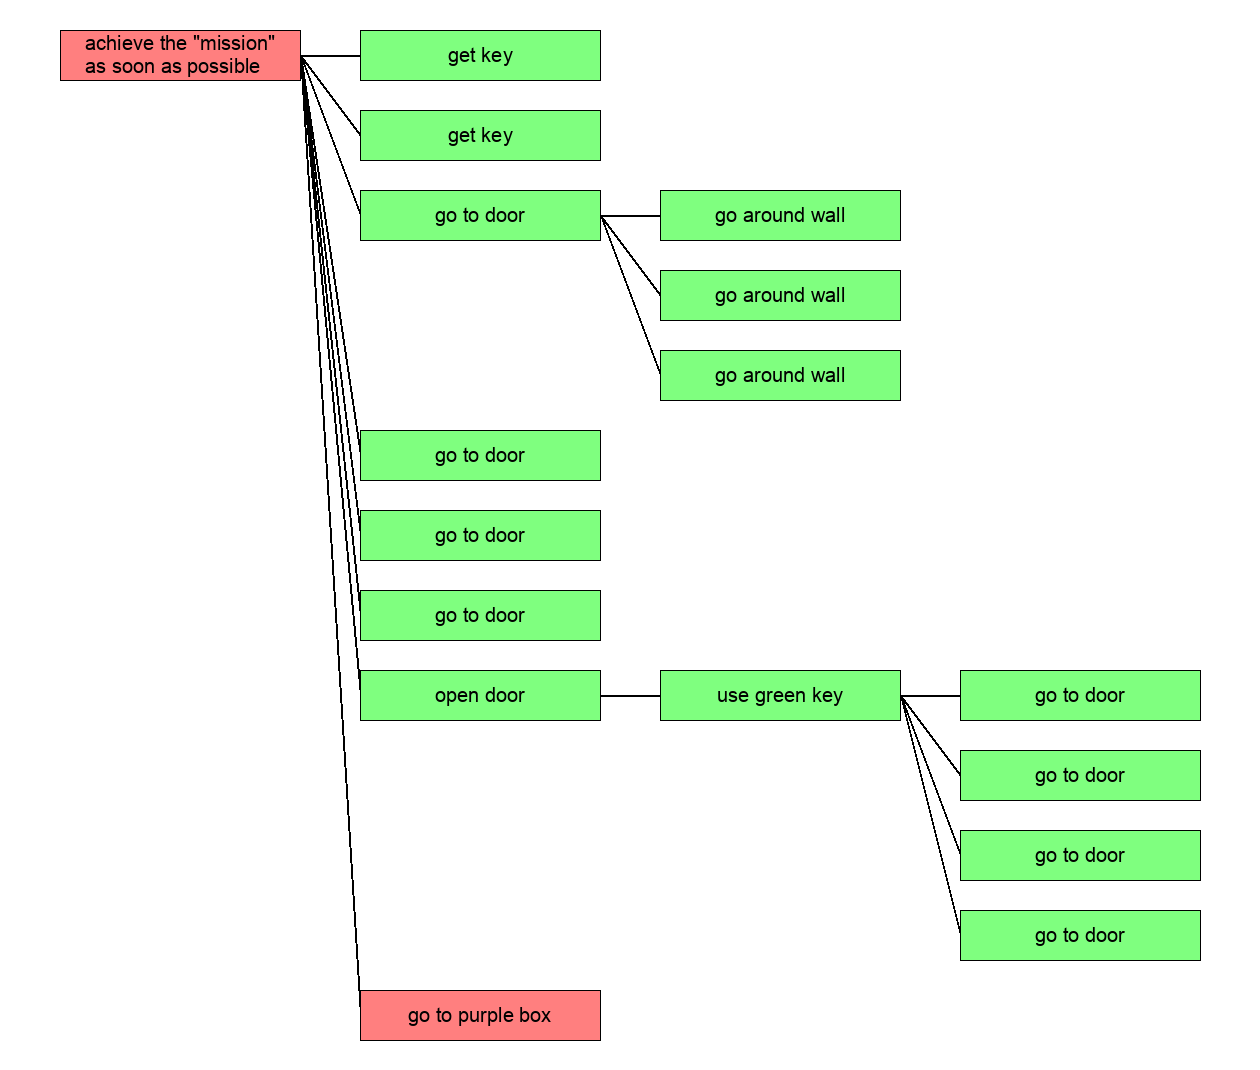 achieve the "mission"
as soon as possible
get key
get key
go to door
go around wall
go around wall
go around wall
go to door
go to door
go to door
open door
use green key
go to door
go to door
go to door
go to door
go to purple box